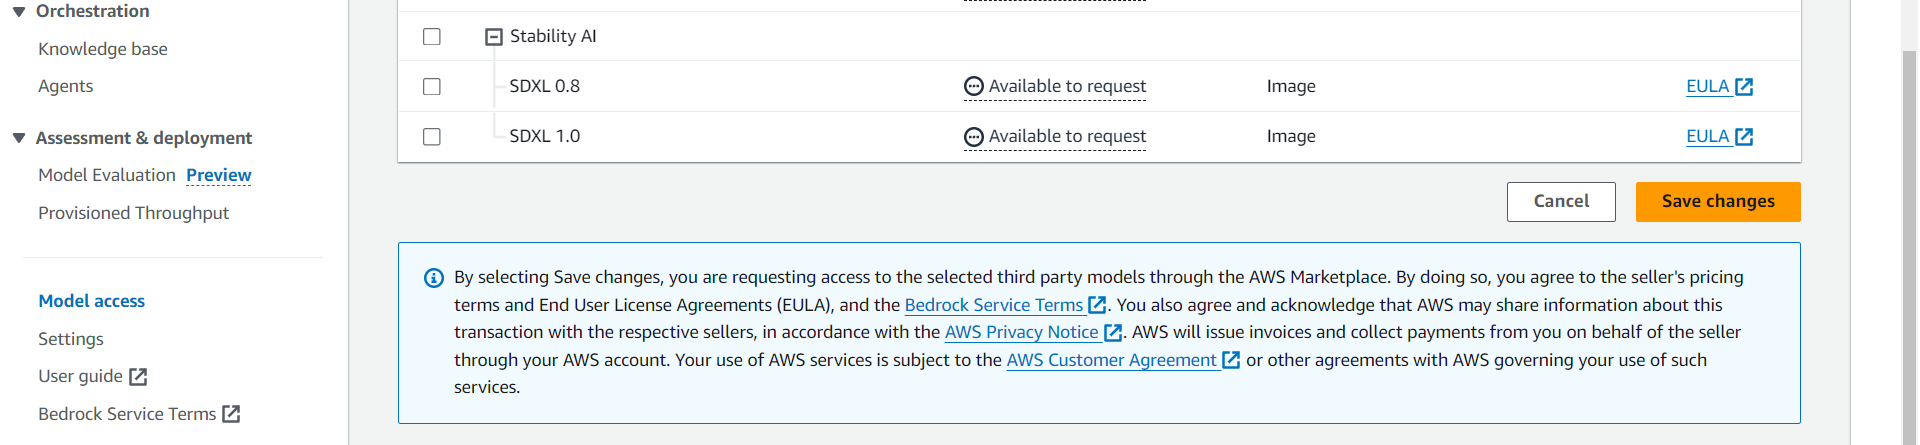 Orchestration
Knowledge base
Agents
Assessment & deployment
Model Evaluation Preview
Provisioned Throughput
Model access
Settings
User guide
Bedrock Service Terms
Stability AI
SDXL 0.8 Available to request Image EULA
SDXL 1.0 Available to request Image EULA
Cancel Save changes
By selecting Save changes, you are requesting access to the selected third party models through the AWS Marketplace. By doing so, you agree to the seller's pricing
terms and End User License Agreements (EULA), and the Bedrock Service Terms. You also agree and acknowledge that AWS may share information about this
transaction with the respective sellers, in accordance with the AWS Privacy Notice. AWS will issue invoices and collect payments from you on behalf of the seller
through your AWS account. Your use of AWS services is subject to the AWS Customer Agreement or other agreements with AWS governing your use of such
services.